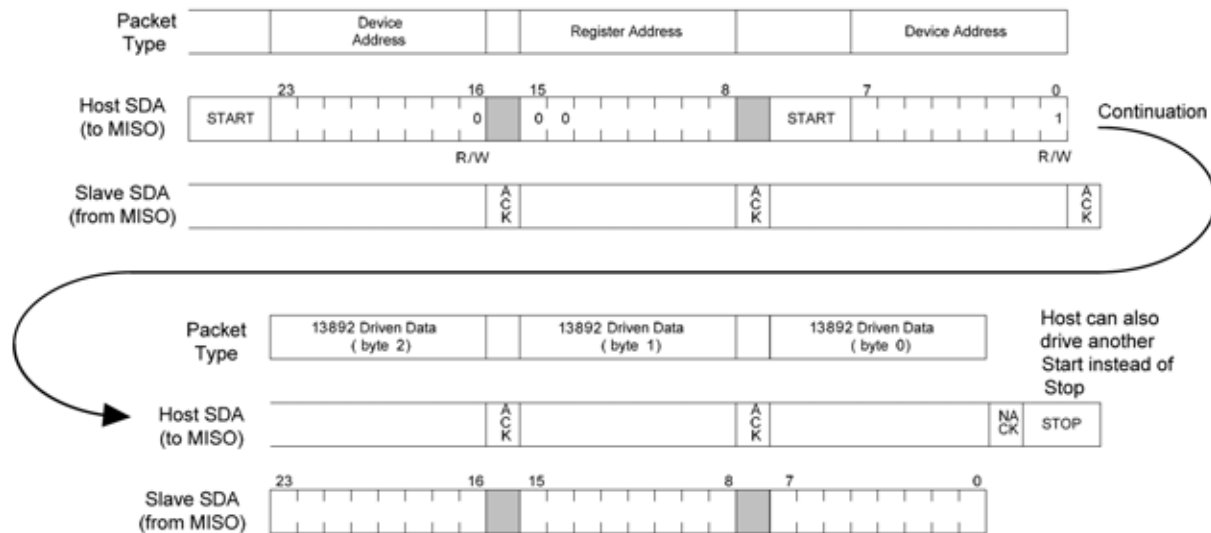 Packet
Type
Device
Address
Register Address
Device Address
Host SDA
(to MISO)
23
16
15
8
7
0
START
0
0 0
START
1
Continuation
R/W
R/W
Slave SDA
(from MISO)
ACK
ACK
ACK
Packet
Type
13892 Driven Data
( byte 2)
13892 Driven Data
( byte 1)
13892 Driven Data
( byte 0)
Host can also
drive another
Start instead of
Stop
Host SDA
(to MISO)
ACK
ACK
NA
CK
STOP
Slave SDA
(from MISO)
23
16
15
8
7
0